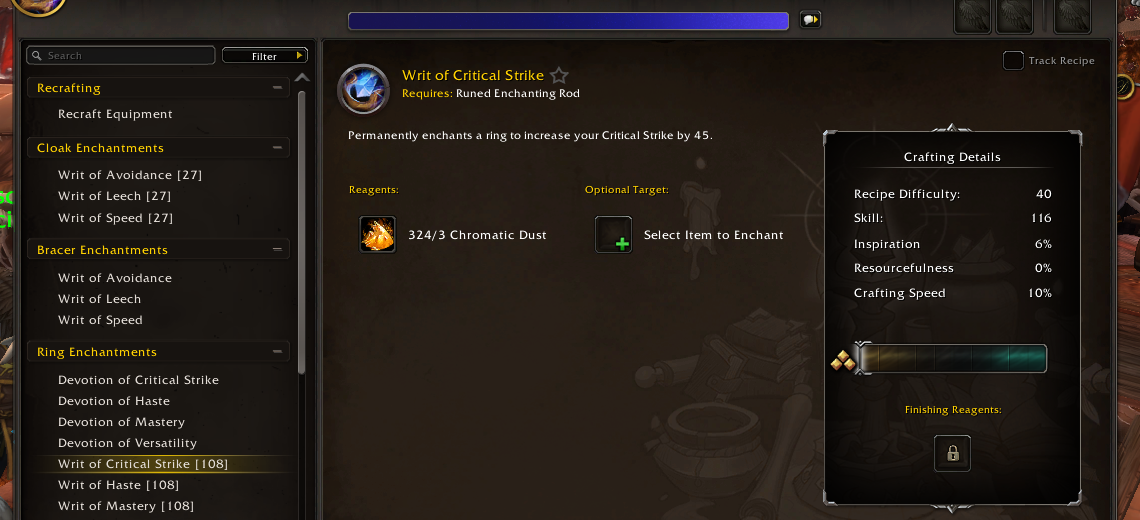 Search
Filter
Recrafting
Recraft Equipment
Cloak Enchantments
Writ of Avoidance [27]
Writ of Leech [27]
Writ of Speed [27]
Bracer Enchantments
Writ of Avoidance
Writ of Leech
Writ of Speed
Ring Enchantments
Devotion of Critical Strike
Devotion of Haste
Devotion of Mastery
Devotion of Versatility
Writ of Critical Strike [108]
Writ of Haste [108]
Writ of Mastery [108]
Track Recipe
Writ of Critical Strike
Requires: Runed Enchanting Rod
Permanently enchants a ring to increase your Critical Strike by 45.
Reagents:
324/3 Chromatic Dust
Optional Target:
Select Item to Enchant
Crafting Details
Recipe Difficulty: 40
Skill: 116
Inspiration 6%
Resourcefulness 0%
Crafting Speed 10%
Finishing Reagents: